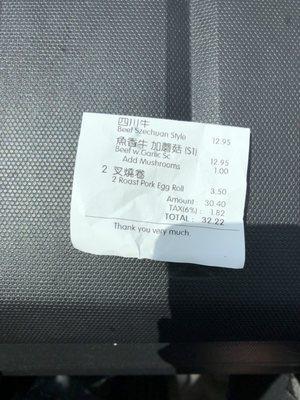 四川牛
Beef Szechuan Style 12.95
魚香牛 加蘑菇 (S1)
Beef w.Garlic Sc 12.95
Add Mushrooms 1.00
2 叉燒卷
2 Roast Pork Egg Roll 3.50
Amount : 30.40
TAX(6%) : 1.82
TOTAL : 32.22
Thank you very much